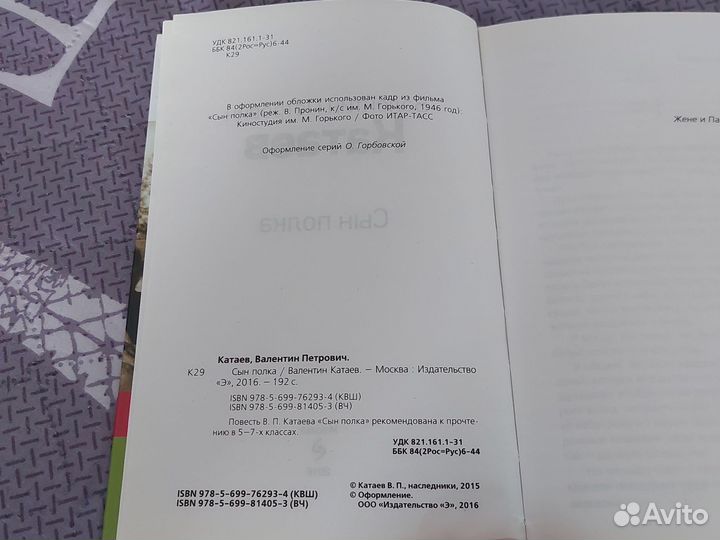 УДК 821.161.1-31
ББК 84(2Рос=Рус)6-44
К29
В оформлении обложки использован кадр из фильма
«Сын полка» (реж. В. Пронин, к/с им. М. Горького, 1946 год)
Киностудия им. М. Горького / Фото ИТАР-ТАСС
Оформление серий О. Горбовской
Сын полка
Катаев, Валентин Петрович.
К29 Сын полка / Валентин Катаев. – Москва : Издательство
«Э», 2016. – 192 с.
ISBN 978-5-699-76293-4 (КВШ)
ISBN 978-5-699-81405-3 (ВЧ)
Повесть В. П. Катаева «Сын полка» рекомендована к прочте-
нию в 5–7-х классах.
УДК 821.161.1-31
ББК 84(2Рос=Рус)6-44
ISBN 978-5-699-76293-4 (КВШ)
ISBN 978-5-699-81405-3 (ВЧ)
© Катаев В. П., наследники, 2015
© Оформление.
ООО «Издательство «Э», 2016
Жене и Па
Avito